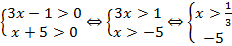 {3x − 1 > 0 ⇔ {3x > 1 ⇔ {x > 1/3
{x + 5 > 0 ⇔ {x > −5 ⇔ {−5